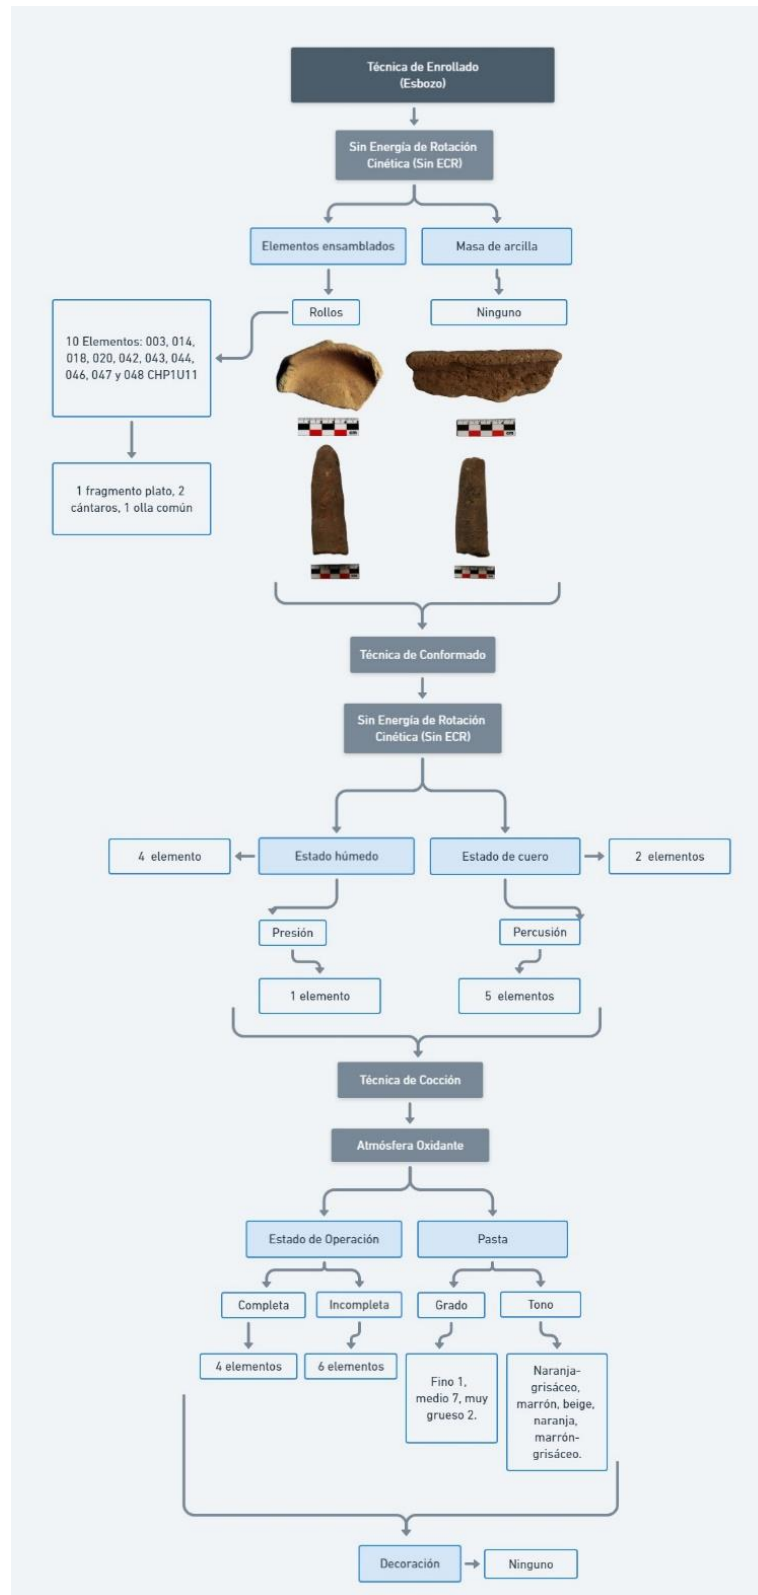 Técnica de Enrollado
(Esbozo)
Sin Energía de Rotación
Cinética (Sin ECR)
Elementos ensamblados
Masa de arcilla
Rollos
Ninguno
10 Elementos: 003, 014,
018, 020, 042, 043, 044,
046, 047 y 048 CHP1U11
1 fragmento plato, 2
cántaros, 1 olla común
Técnica de Conformado
Sin Energía de Rotación
Cinética (Sin ECR)
4 elemento
Estado húmedo
Estado de cuero
2 elementos
Presión
Percusión
1 elemento
5 elementos
Técnica de Cocción
Atmósfera Oxidante
Estado de Operación
Pasta
Completa
Incompleta
Grado
Tono
4 elementos
6 elementos
Fino 1,
medio 7, muy
grueso 2.
Naranja-
grisáceo,
marrón, beige,
naranja,
marrón-
grisáceo.
Decoración
Ninguno